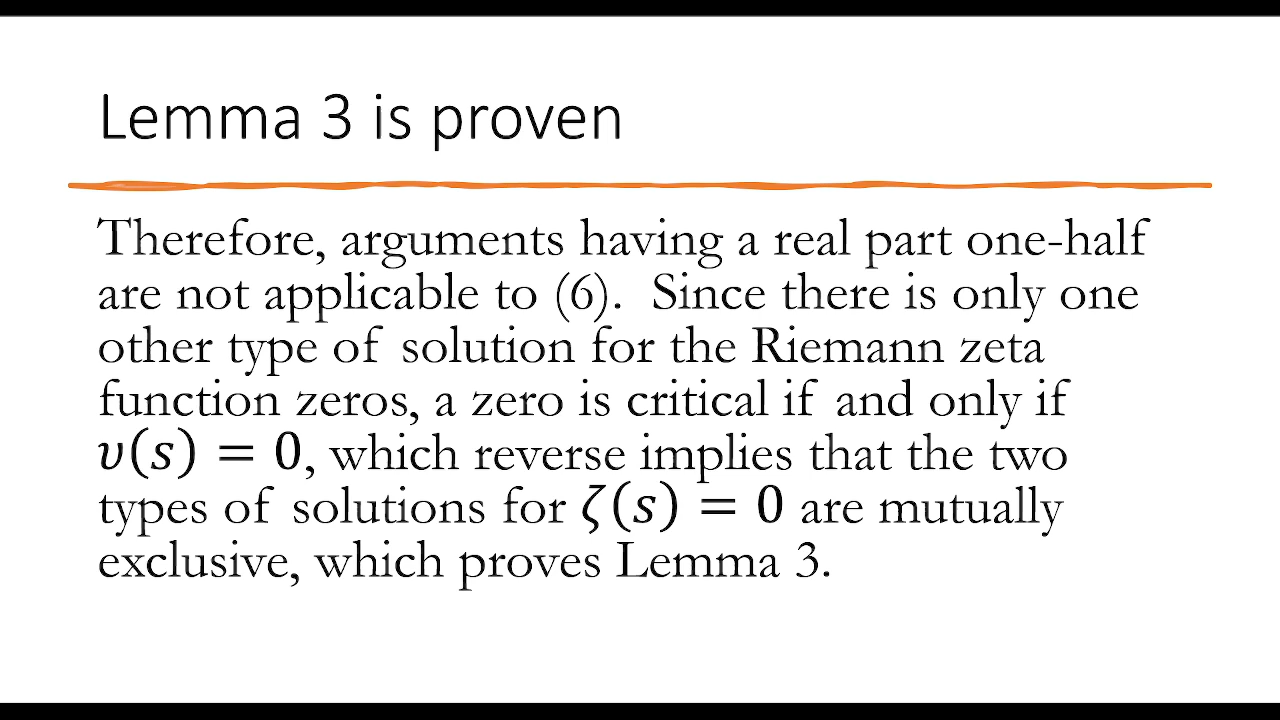 Lemma 3 is proven
Therefore, arguments having a real part one-half
are not applicable to (6).  Since there is only one
other type of solution for the Riemann zeta
function zeros, a zero is critical if and only if
𝜐(𝑠) = 0, which reverse implies that the two
types of solutions for 𝜁(𝑠) = 0 are mutually
exclusive, which proves Lemma 3.